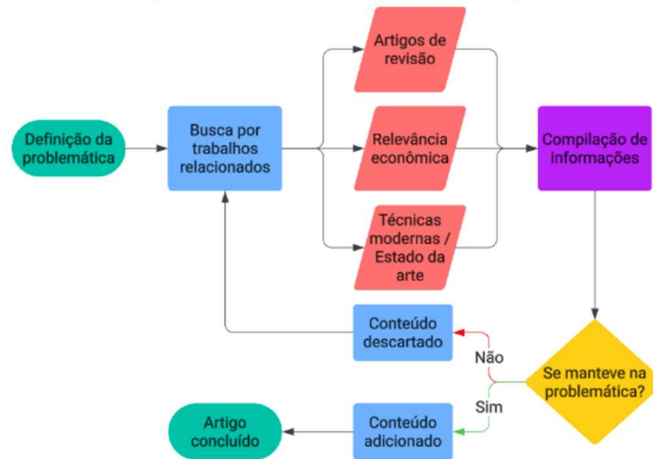 Artigos de
revisão
Definição da
problemática
Busca por
trabalhos
relacionados
Relevância
econômica
Compilação de
informações
Técnicas
modernas /
Estado da
arte
Conteúdo
descartado
Não
Se manteve na
problemática?
Sim
Artigo
concluído
Conteúdo
adicionado